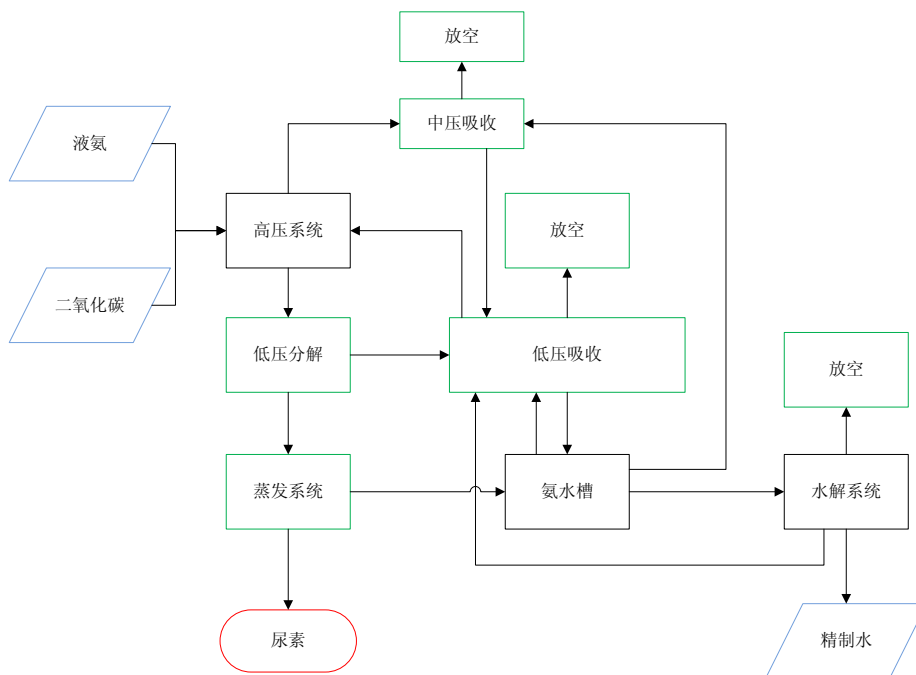 放空
中压吸收
液氨
高压系统
放空
二氧化碳
低压分解
低压吸收
放空
蒸发系统
氨水槽
水解系统
尿素
精制水